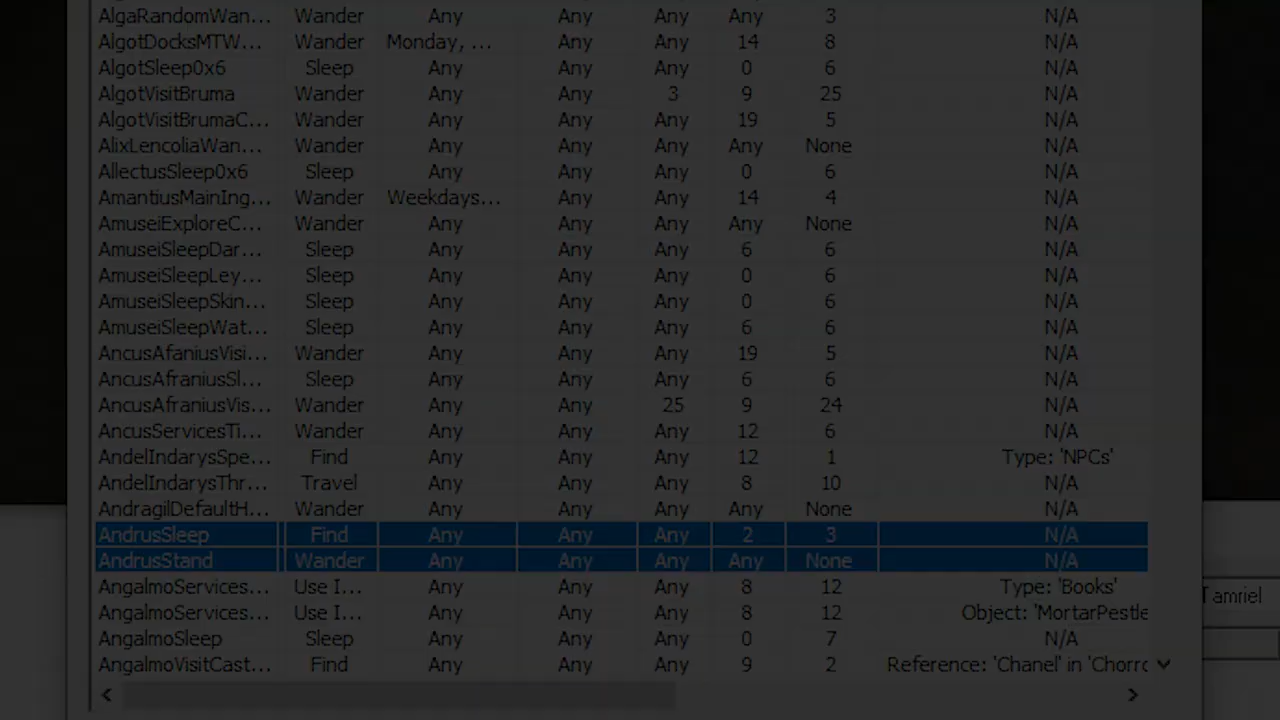 AlgaRandomWan... Wander Any Any Any Any 3 N/A
AlgotDocksMTW... Wander Monday, ... Any Any 14 8 N/A
AlgotSleep0x6 Sleep Any Any Any 0 6 N/A
AlgotVisitBruma Wander Any Any 3 9 25 N/A
AlgotVisitBrumaC... Wander Any Any Any 19 5 N/A
AlixLencoliaWan... Wander Any Any Any Any None N/A
AllectusSleep0x6 Sleep Any Any Any 0 6 N/A
AmantiusMainIng... Wander Weekdays... Any Any 14 4 N/A
AmuseiExploreC... Wander Any Any Any Any None N/A
AmuseiSleepDar... Sleep Any Any Any 6 6 N/A
AmuseiSleepLey... Sleep Any Any Any 0 6 N/A
AmuseiSleepSkin... Sleep Any Any Any 0 6 N/A
AmuseiSleepWat... Sleep Any Any Any 6 6 N/A
AncusAfaniusVisi... Wander Any Any Any 19 5 N/A
AncusAfraniusSl... Sleep Any Any Any 6 6 N/A
AncusAfraniusVis... Wander Any Any 25 9 24 N/A
AncusServicesTi... Wander Any Any Any 12 6 N/A
AndelIndarysSpe... Find Any Any Any 12 1 Type: 'NPCs'
AndelIndarysThr... Travel Any Any Any 8 10 N/A
AndragilDefaultH... Wander Any Any Any Any None N/A
AndrusSleep Find Any Any Any 2 3 N/A
AndrusStand Wander Any Any Any Any None N/A
AngalmoServices... Use I... Any Any Any 8 12 Type: 'Books'
Tamriel
AngalmoServices... Use I... Any Any Any 8 12 Object: 'MortarPestle
AngalmoSleep Sleep Any Any Any 0 7 N/A
AngalmoVisitCast... Find Any Any Any 9 2 Reference: 'Chanel' in 'Chorro